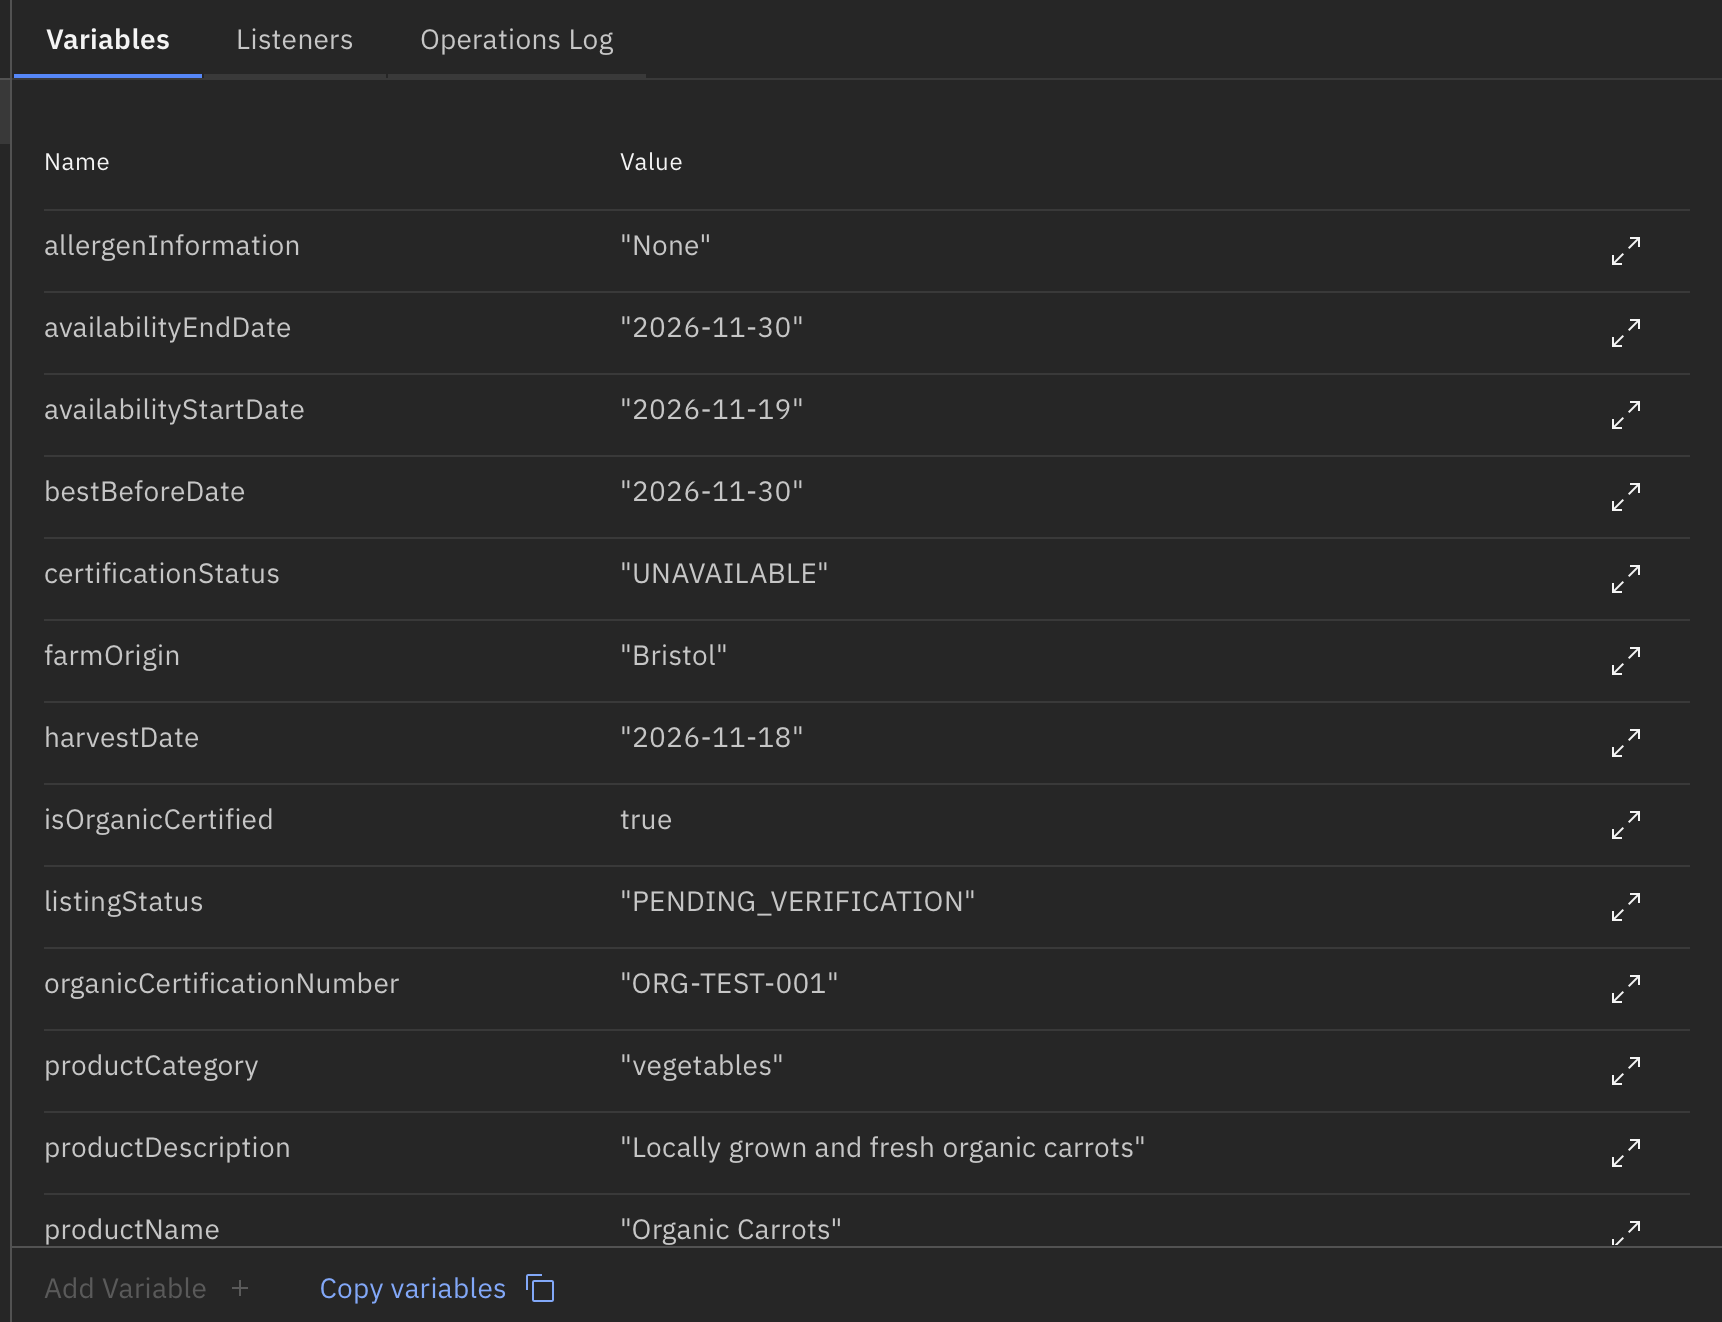 Variables Listeners Operations Log
Name Value
allergenInformation "None"
availabilityEndDate "2026-11-30"
availabilityStartDate "2026-11-19"
bestBeforeDate "2026-11-30"
certificationStatus "UNAVAILABLE"
farmOrigin "Bristol"
harvestDate "2026-11-18"
isOrganicCertified true
listingStatus "PENDING_VERIFICATION"
organicCertificationNumber "ORG-TEST-001"
productCategory "vegetables"
productDescription "Locally grown and fresh organic carrots"
productName "Organic Carrots"
Add Variable + Copy variables